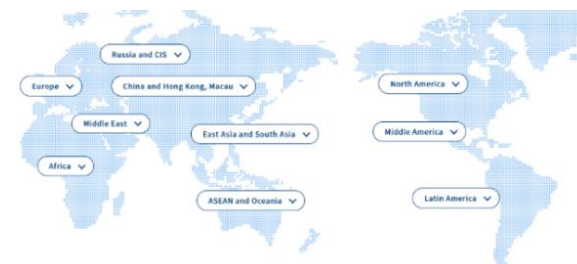 Russia and CIS
Europe
China and Hong Kong, Macau
North America
Middle East
East Asia and South Asia
Middle America
Africa
ASEAN and Oceania
Latin America